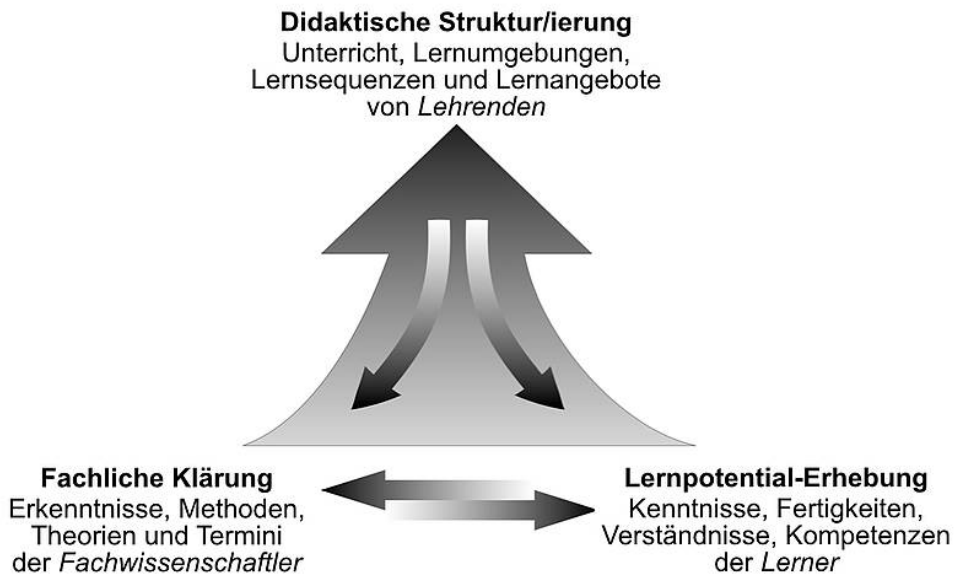 Didaktische Struktur/ierung
Unterricht, Lernumgebungen,
Lernsequenzen und Lernangebote
von Lehrenden
Fachliche Klärung
Erkenntnisse, Methoden,
Theorien und Termini
der Fachwissenschaftler
Lernpotential-Erhebung
Kenntnisse, Fertigkeiten,
Verständnisse, Kompetenzen
der Lerner